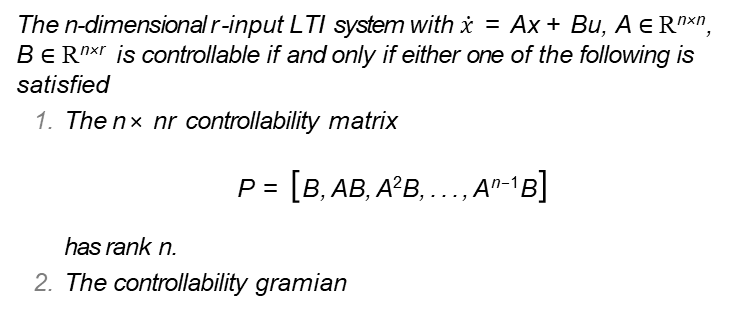 The n-dimensional r-input LTI system with ẋ = Ax + Bu, A ∈ ℝⁿˣⁿ,
B ∈ ℝⁿˣʳ is controllable if and only if either one of the following is
satisfied
1. The n × nr controllability matrix
P = [B, AB, A²B, . . . , Aⁿ⁻¹B]
has rank n.
2. The controllability gramian